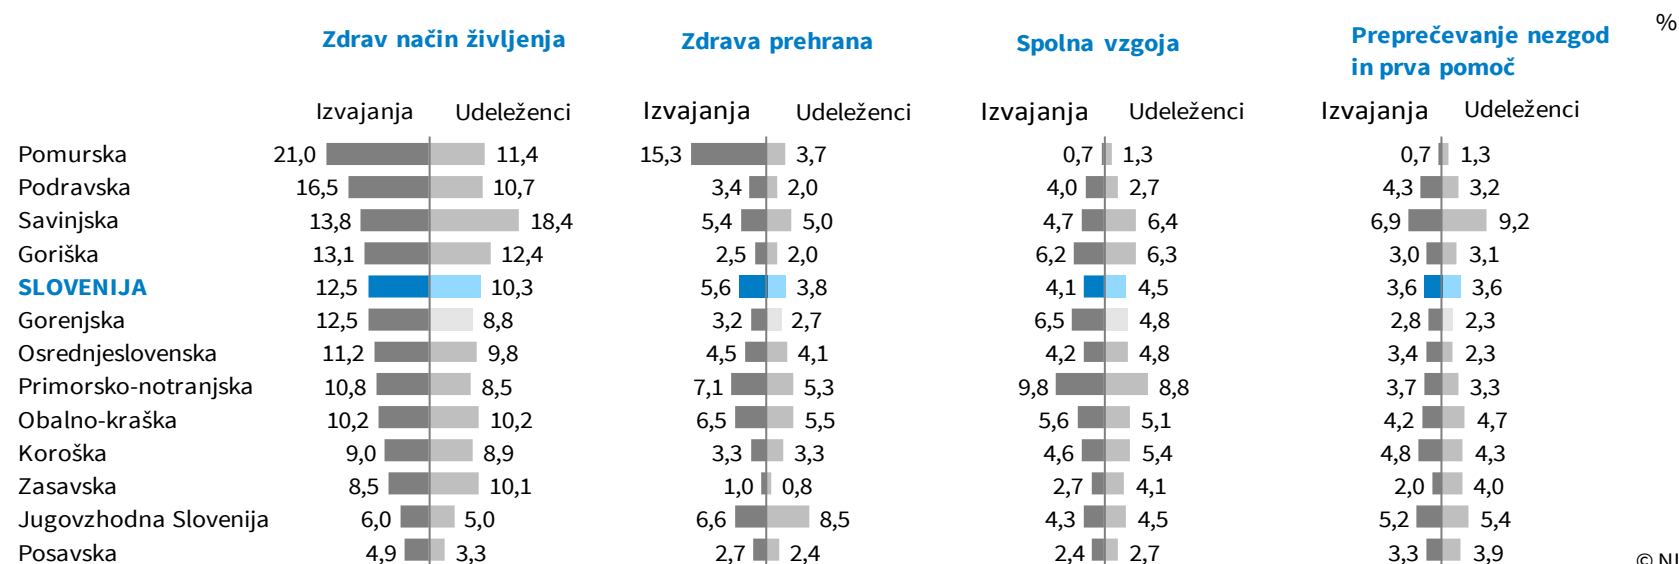 %
Zdrav način življenja Zdrava prehrana Spolna vzgoja Preprečevanje nezgod
in prva pomoč
Izvajanja Udeleženci Izvajanja Udeleženci Izvajanja Udeleženci Izvajanja Udeleženci
Pomurska 21,0 11,4 15,3 3,7 0,7 1,3 0,7 1,3
Podravska 16,5 10,7 3,4 2,0 4,0 2,7 4,3 3,2
Savinjska 13,8 18,4 5,4 5,0 4,7 6,4 6,9 9,2
Goriška 13,1 12,4 2,5 2,0 6,2 6,3 3,0 3,1
SLOVENIJA 12,5 10,3 5,6 3,8 4,1 4,5 3,6 3,6
Gorenjska 12,5 8,8 3,2 2,7 6,5 4,8 2,8 2,3
Osrednjeslovenska 11,2 9,8 4,5 4,1 4,2 4,8 3,4 2,3
Primorsko-notranjska 10,8 8,5 7,1 5,3 9,8 8,8 3,7 3,3
Obalno-kraška 10,2 10,2 6,5 5,5 5,6 5,1 4,2 4,7
Koroška 9,0 8,9 3,3 3,3 4,6 5,4 4,8 4,3
Zasavska 8,5 10,1 1,0 0,8 2,7 4,1 2,0 4,0
Jugovzhodna Slovenija 6,0 5,0 6,6 8,5 4,3 4,5 5,2 5,4
Posavska 4,9 3,3 2,7 2,4 2,4 2,7 3,3 3,9
©